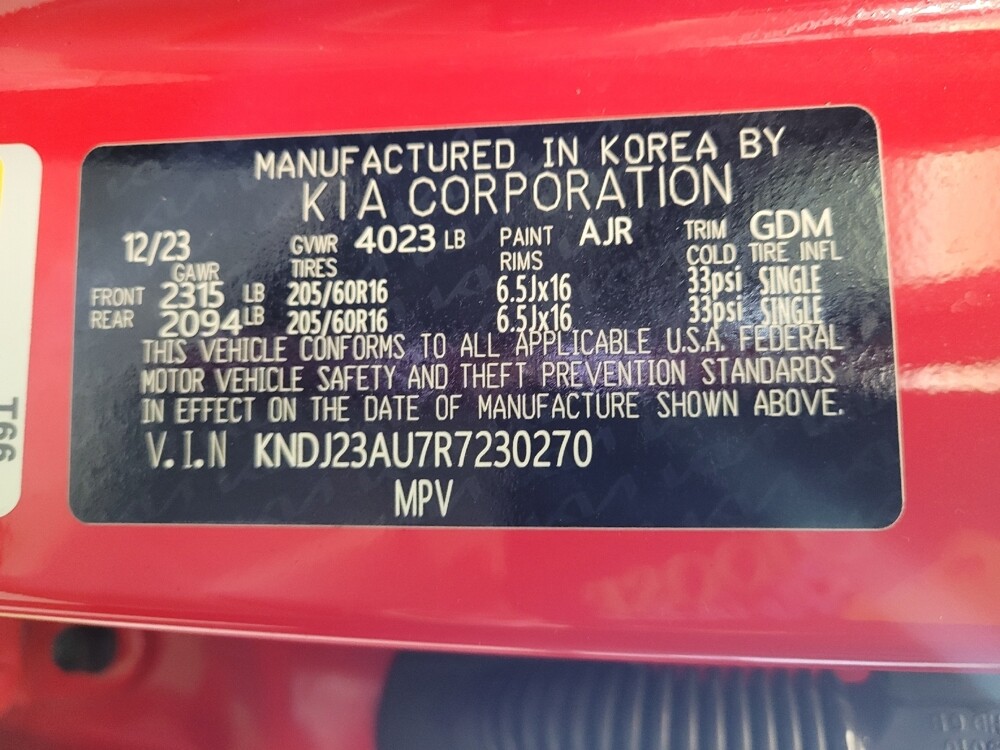 MANUFACTURED IN KOREA BY
KIA CORPORATION
12/23 GVWR 4023 LB PAINT AJR TRIM GDM
GAWR TIRES RIMS COLD TIRE INFL
FRONT 2315 LB 205/60R16 6.5Jx16 33psi SINGLE
REAR 2094 LB 205/60R16 6.5Jx16 33psi SINGLE
THIS VEHICLE CONFORMS TO ALL APPLICABLE U.S.A. FEDERAL
MOTOR VEHICLE SAFETY AND THEFT PREVENTION STANDARDS
IN EFFECT ON THE DATE OF MANUFACTURE SHOWN ABOVE.
V.I.N KNDJ23AU7R7230270
MPV